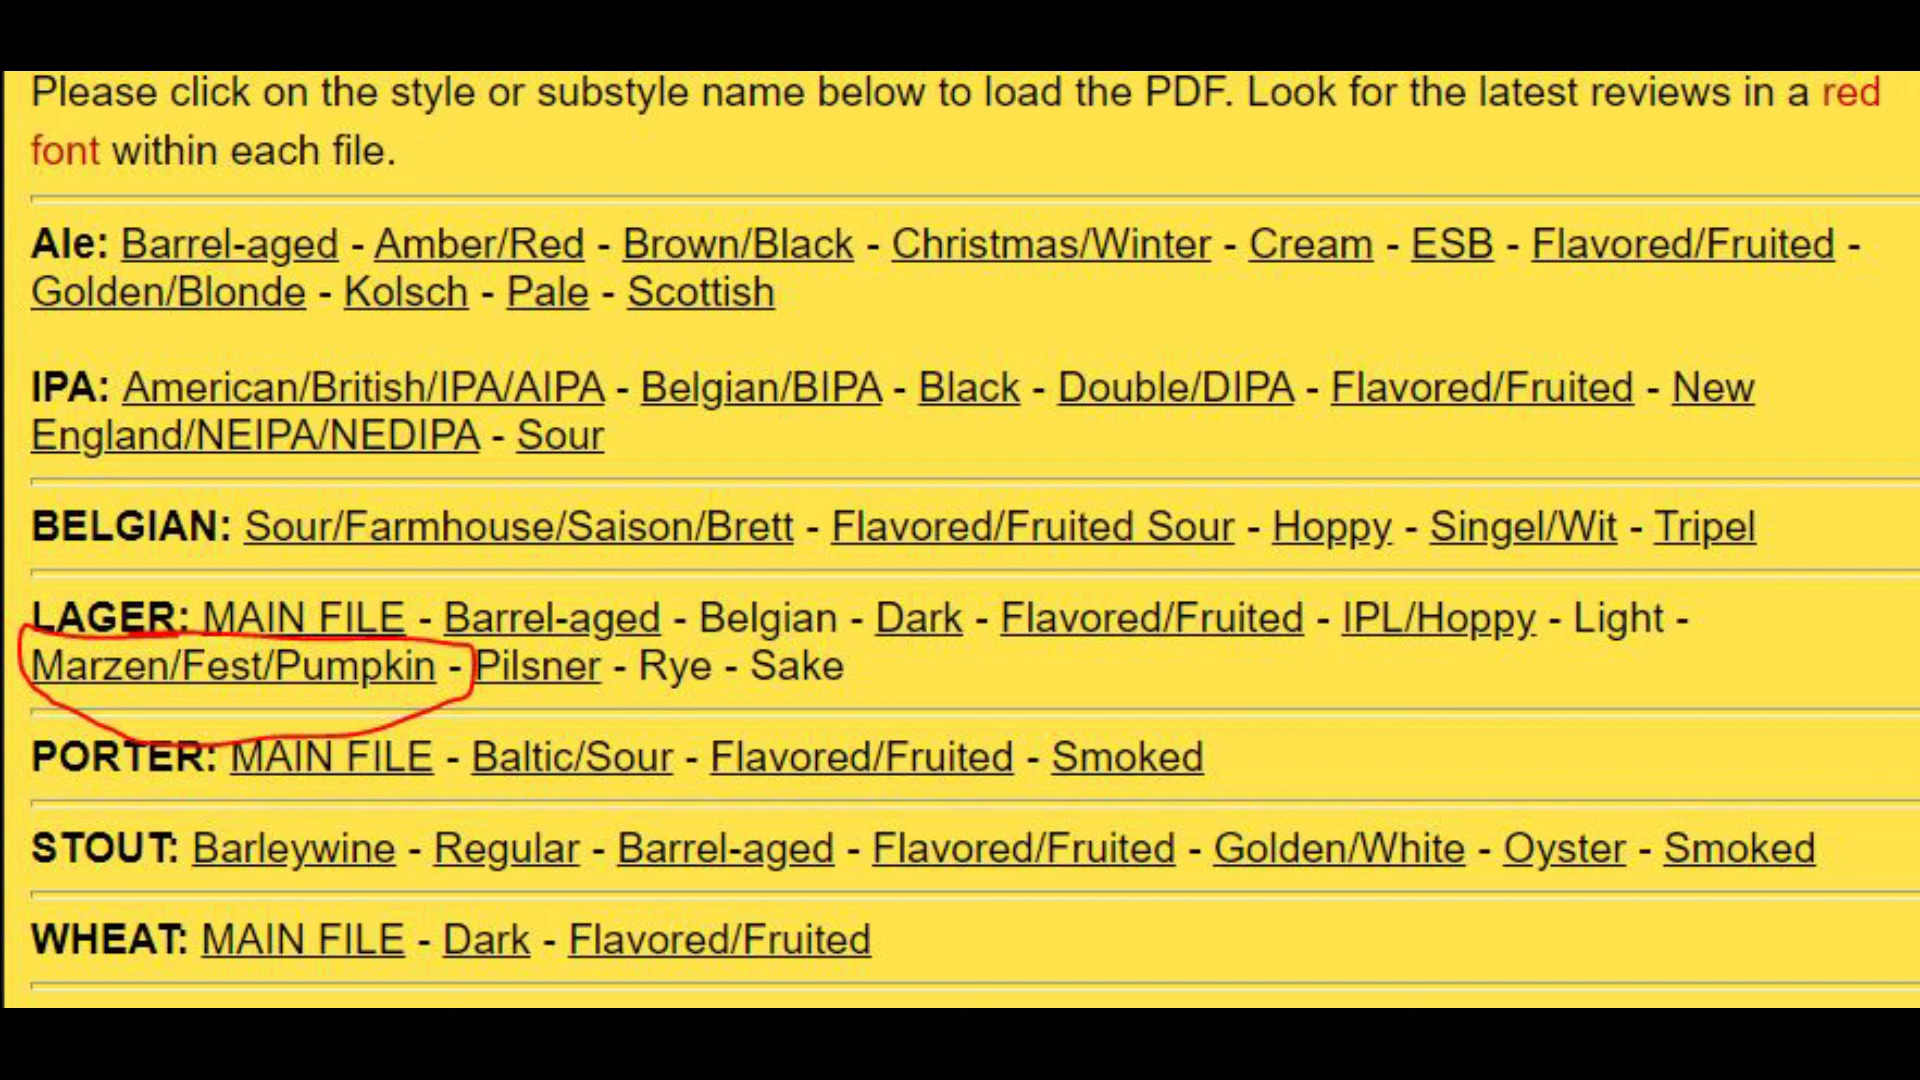 Please click on the style or substyle name below to load the PDF. Look for the latest reviews in a red
font within each file.
Ale: Barrel-aged - Amber/Red - Brown/Black - Christmas/Winter - Cream - ESB - Flavored/Fruited -
Golden/Blonde - Kolsch - Pale - Scottish
IPA: American/British/IPA/AIPA - Belgian/BIPA - Black - Double/DIPA - Flavored/Fruited - New
England/NEIPA/NEDIPA - Sour
BELGIAN: Sour/Farmhouse/Saison/Brett - Flavored/Fruited Sour - Hoppy - Singel/Wit - Tripel
LAGER: MAIN FILE - Barrel-aged - Belgian - Dark - Flavored/Fruited - IPL/Hoppy - Light -
Marzen/Fest/Pumpkin - Pilsner - Rye - Sake
PORTER: MAIN FILE - Baltic/Sour - Flavored/Fruited - Smoked
STOUT: Barleywine - Regular - Barrel-aged - Flavored/Fruited - Golden/White - Oyster - Smoked
WHEAT: MAIN FILE - Dark - Flavored/Fruited